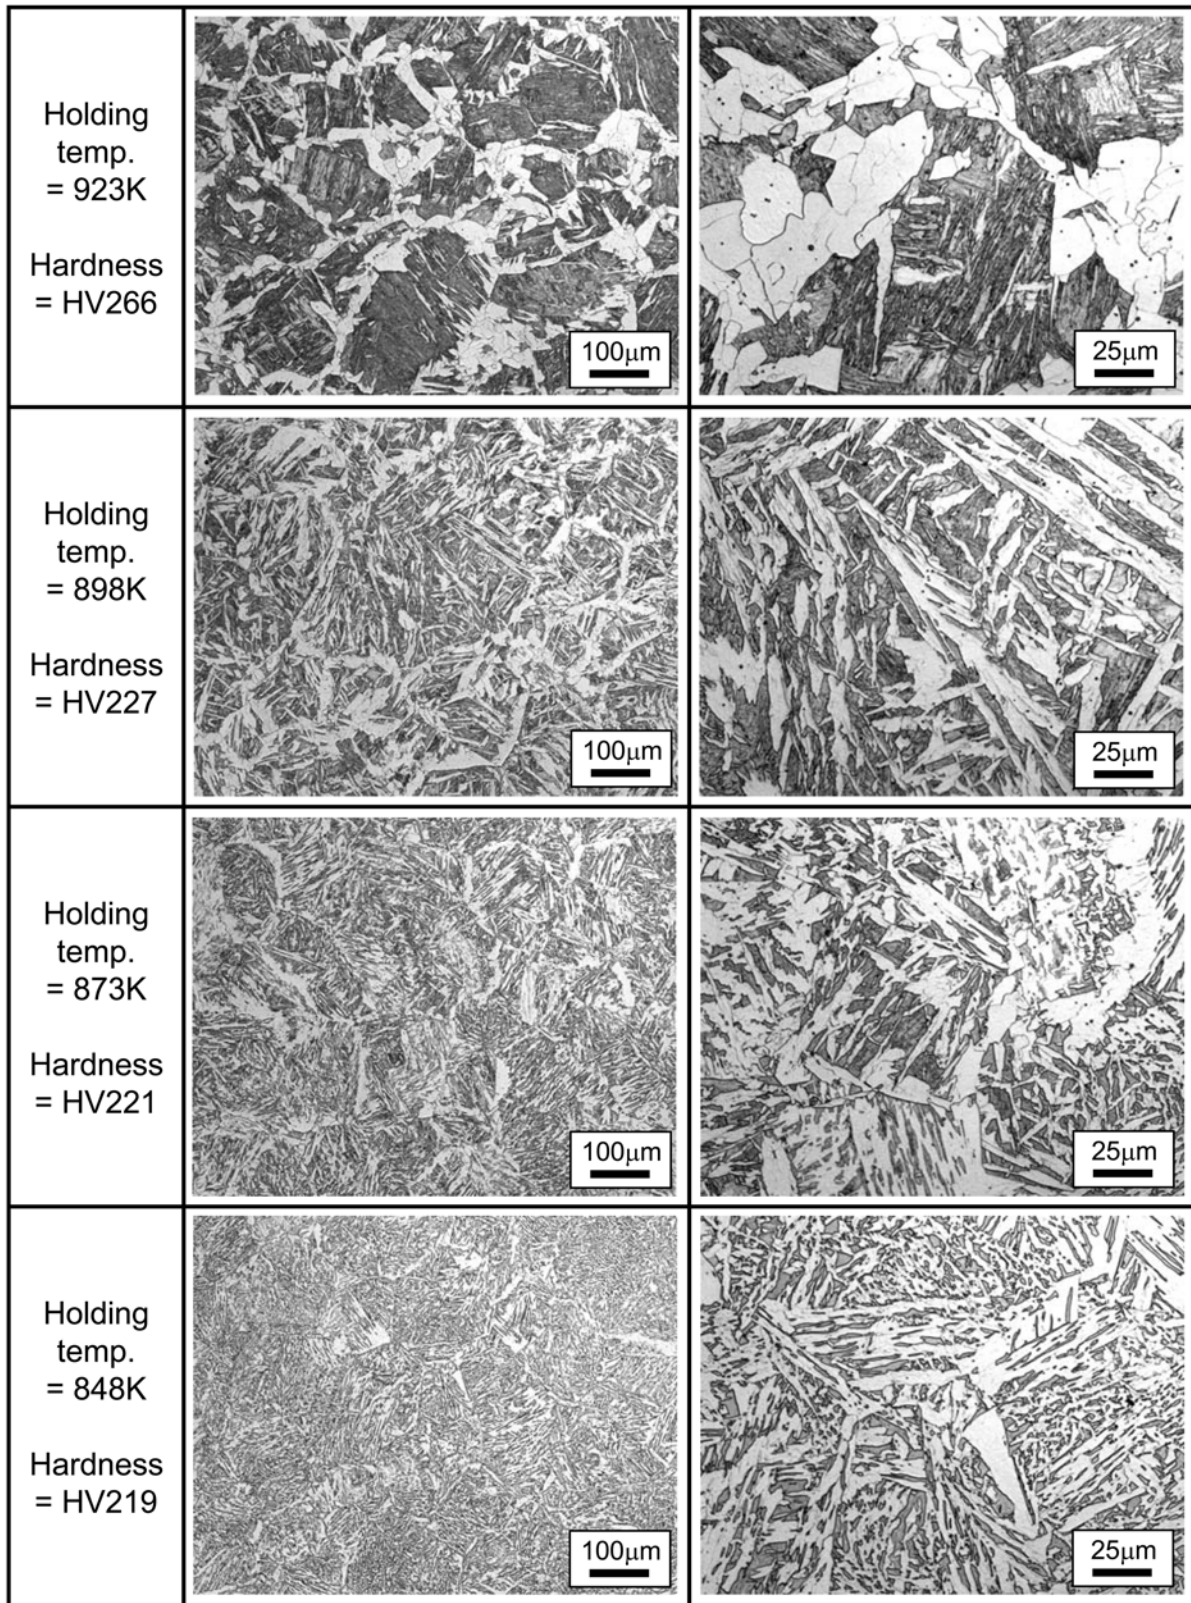 Holding
temp.
= 923K
Hardness
= HV266
100μm
25μm
Holding
temp.
= 898K
Hardness
= HV227
100μm
25μm
Holding
temp.
= 873K
Hardness
= HV221
100μm
25μm
Holding
temp.
= 848K
Hardness
= HV219
100μm
25μm